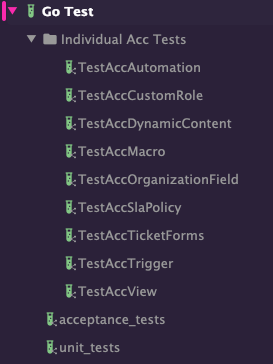 Go Test
Individual Acc Tests
TestAccAutomation
TestAccCustomRole
TestAccDynamicContent
TestAccMacro
TestAccOrganizationField
TestAccSlaPolicy
TestAccTicketForms
TestAccTrigger
TestAccView
acceptance_tests
unit_tests